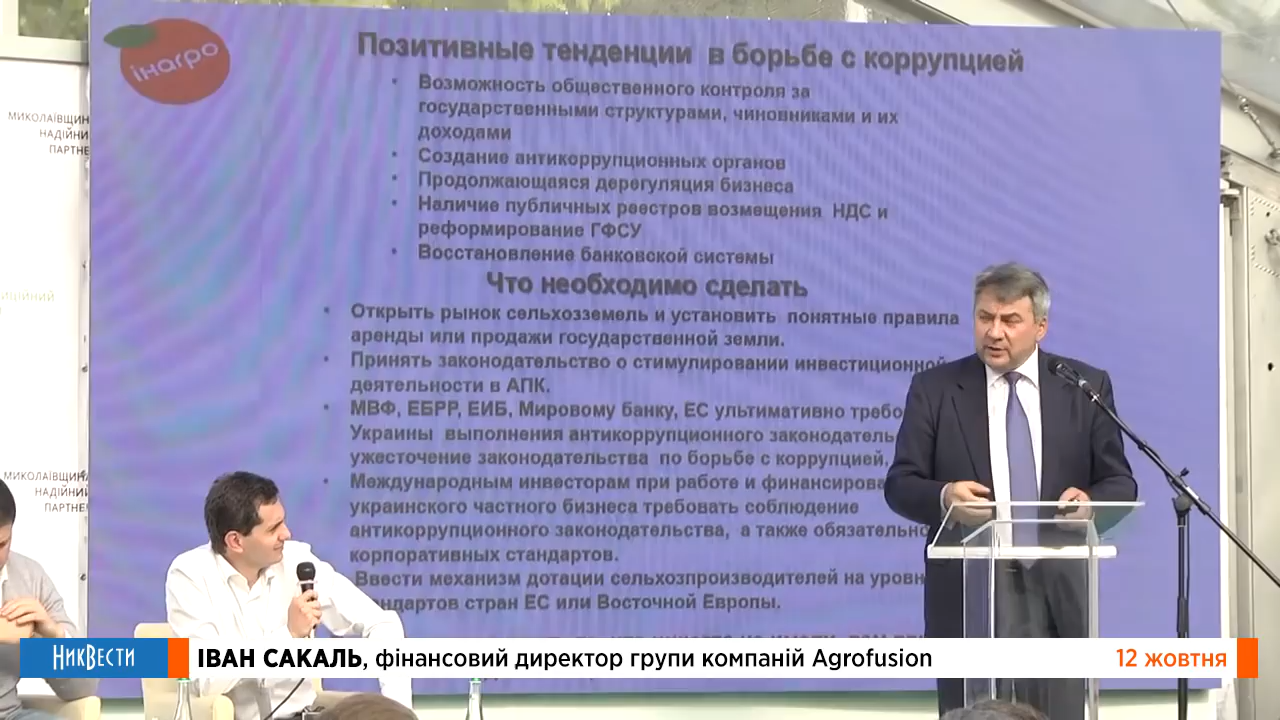 інагро
Позитивные тенденции в борьбе с коррупцией
• Возможность общественного контроля за
государственными структурами, чиновниками и их
доходами
• Создание антикоррупционных органов
• Продолжающаяся дерегуляция бизнеса
• Наличие публичных реестров возмещения НДС и
реформирование ГФСУ
• Восстановление банковской системы
Что необходимо сделать
• Открыть рынок сельхозземель и установить понятные правила
аренды или продажи государственной земли.
• Принять законодательство о стимулировании инвестиционной
деятельности в АПК.
• МВФ, ЕБРР, ЕИБ, Мировому банку, ЕС ультимативно требо
Украины выполнения антикоррупционного законодатель
ужесточение законодательства по борьбе с коррупцией.
• Международным инвесторам при работе и финансирова
украинского частного бизнеса требовать соблюдение
антикоррупционного законодательства, а также обязательно
корпоративных стандартов.
Ввести механизм дотации сельхозпроизводителей на уровн
ндартов стран ЕС или Восточной Европы.
МИКОЛАЇВЩИН
НАДІЙНИ
ПАРТНЕ
МИКОЛАЇВЩИН
НАДІЙНИ
ПАРТНЕ
НИКВЕСТИ
ІВАН САКАЛЬ, фінансовий директор групи компаній Agrofusion
12 жовтня